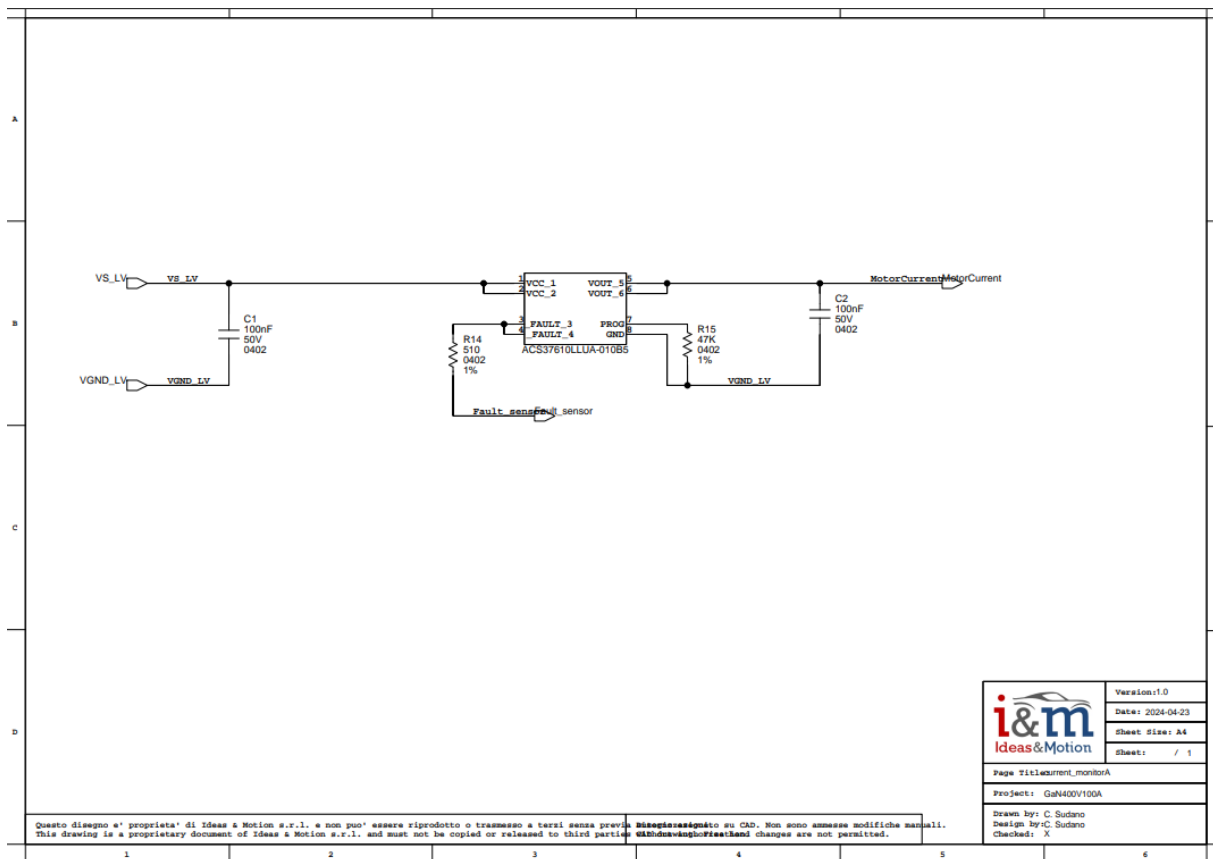 A
B
C
D
VS_LV
VS_LV
C1
100nF
50V
0402
VGND_LV
VGND_LV
1
VCC_1
2
VCC_2
3
_FAULT_3
4
_FAULT_4
VOUT_5
5
VOUT_6
6
PROG
7
GND
8
ACS37610LLUA-010B5
R14
510
0402
1%
Fault_sensor
Fault_sensor
R15
47K
0402
1%
VGND_LV
MotorCurrent
MotorCurrent
C2
100nF
50V
0402
i&m
Ideas&Motion
Version:1.0
Date: 2024-04-23
Sheet Size: A4
Sheet: / 1
Page Title: current_monitorA
Project: GaN400V100A
Drawn by: C. Sudano
Design by: C. Sudano
Checked: X
Questo disegno e' proprieta' di Ideas & Motion s.r.l. e non puo' essere riprodotto o trasmesso a terzi senza previa
su CAD. Non sono ammesse modifiche manuali.
This drawing is a proprietary document of Ideas & Motion s.r.l. and must not be copied or released to third parties
changes are not permitted.
1
2
3
4
5
6